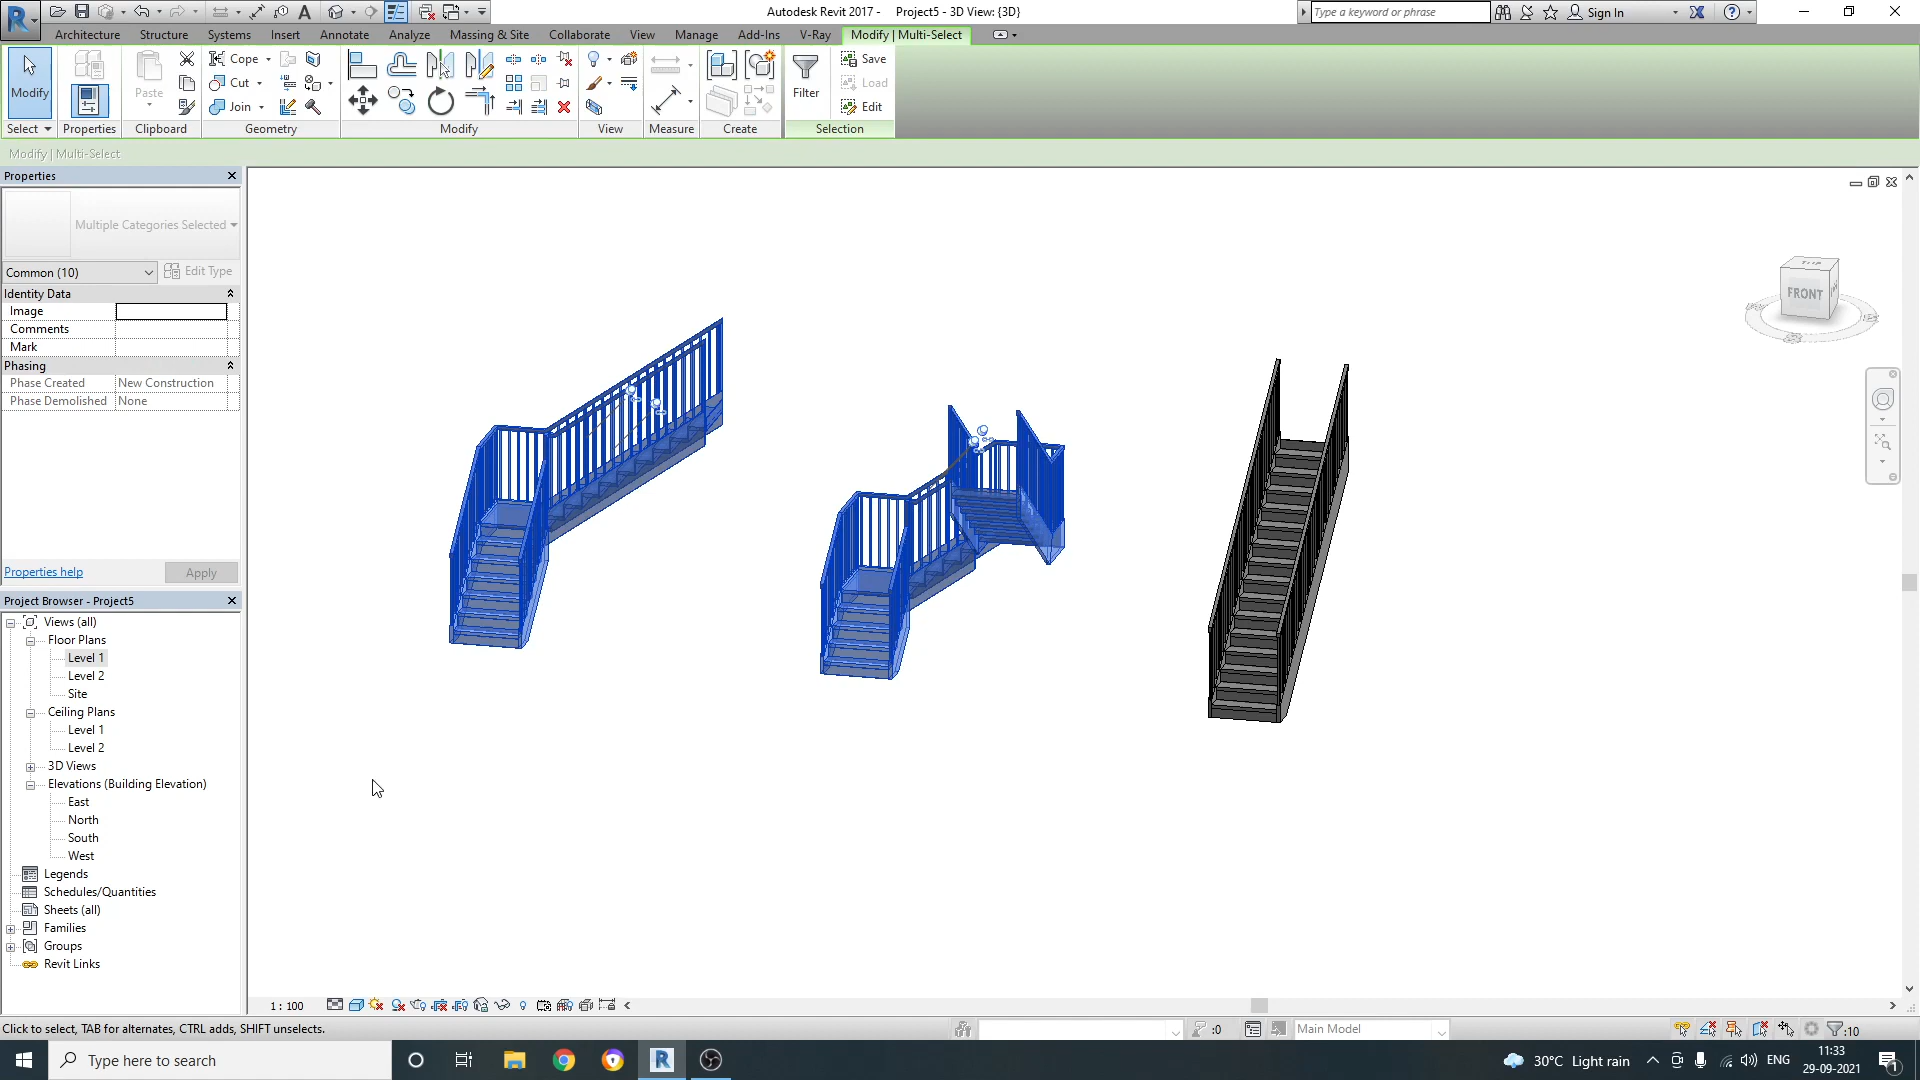 Autodesk Revit 2017 - Project5 - 3D View: {3D}
Type a keyword or phrase
Sign In
Architecture Structure Systems Insert Annotate Analyze Massing & Site Collaborate View Manage Add-Ins V-Ray Modify | Multi-Select
Modify
Paste
Cope
Cut
Join
Filter
Save
Load
Edit
Select Properties Clipboard Geometry Modify View Measure Create Selection
Modify | Multi-Select
Properties
Multiple Categories Selected
Common (10) Edit Type
Identity Data
Image
Comments
Mark
Phasing
Phase Created New Construction
Phase Demolished None
Properties help Apply
Project Browser - Project5
Views (all)
Floor Plans
Level 1
Level 2
Site
Ceiling Plans
Level 1
Level 2
3D Views
Elevations (Building Elevation)
East
North
South
West
Legends
Schedules/Quantities
Sheets (all)
Families
Groups
Revit Links
FRONT
1 : 100
Click to select, TAB for alternates, CTRL adds, SHIFT unselects.
:0
Main Model
:10
Type here to search
30°C Light rain
ENG
11:33
29-09-2021
1